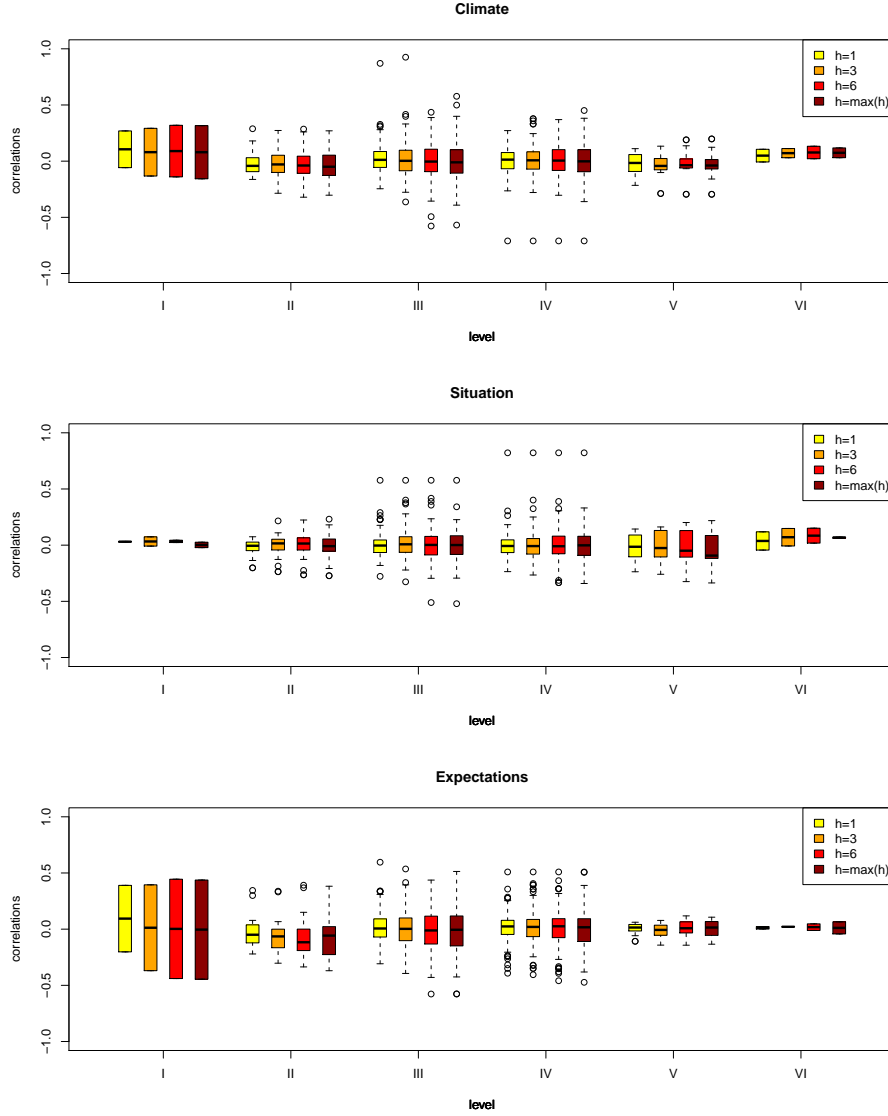 Climate
1.0
0.5
0.0
−0.5
−1.0
correlations
h=1
h=3
h=6
h=max(h)
I II III IV V VI
level
Situation
1.0
0.5
0.0
−0.5
−1.0
correlations
h=1
h=3
h=6
h=max(h)
I II III IV V VI
level
Expectations
1.0
0.5
0.0
−0.5
−1.0
correlations
h=1
h=3
h=6
h=max(h)
I II III IV V VI
level